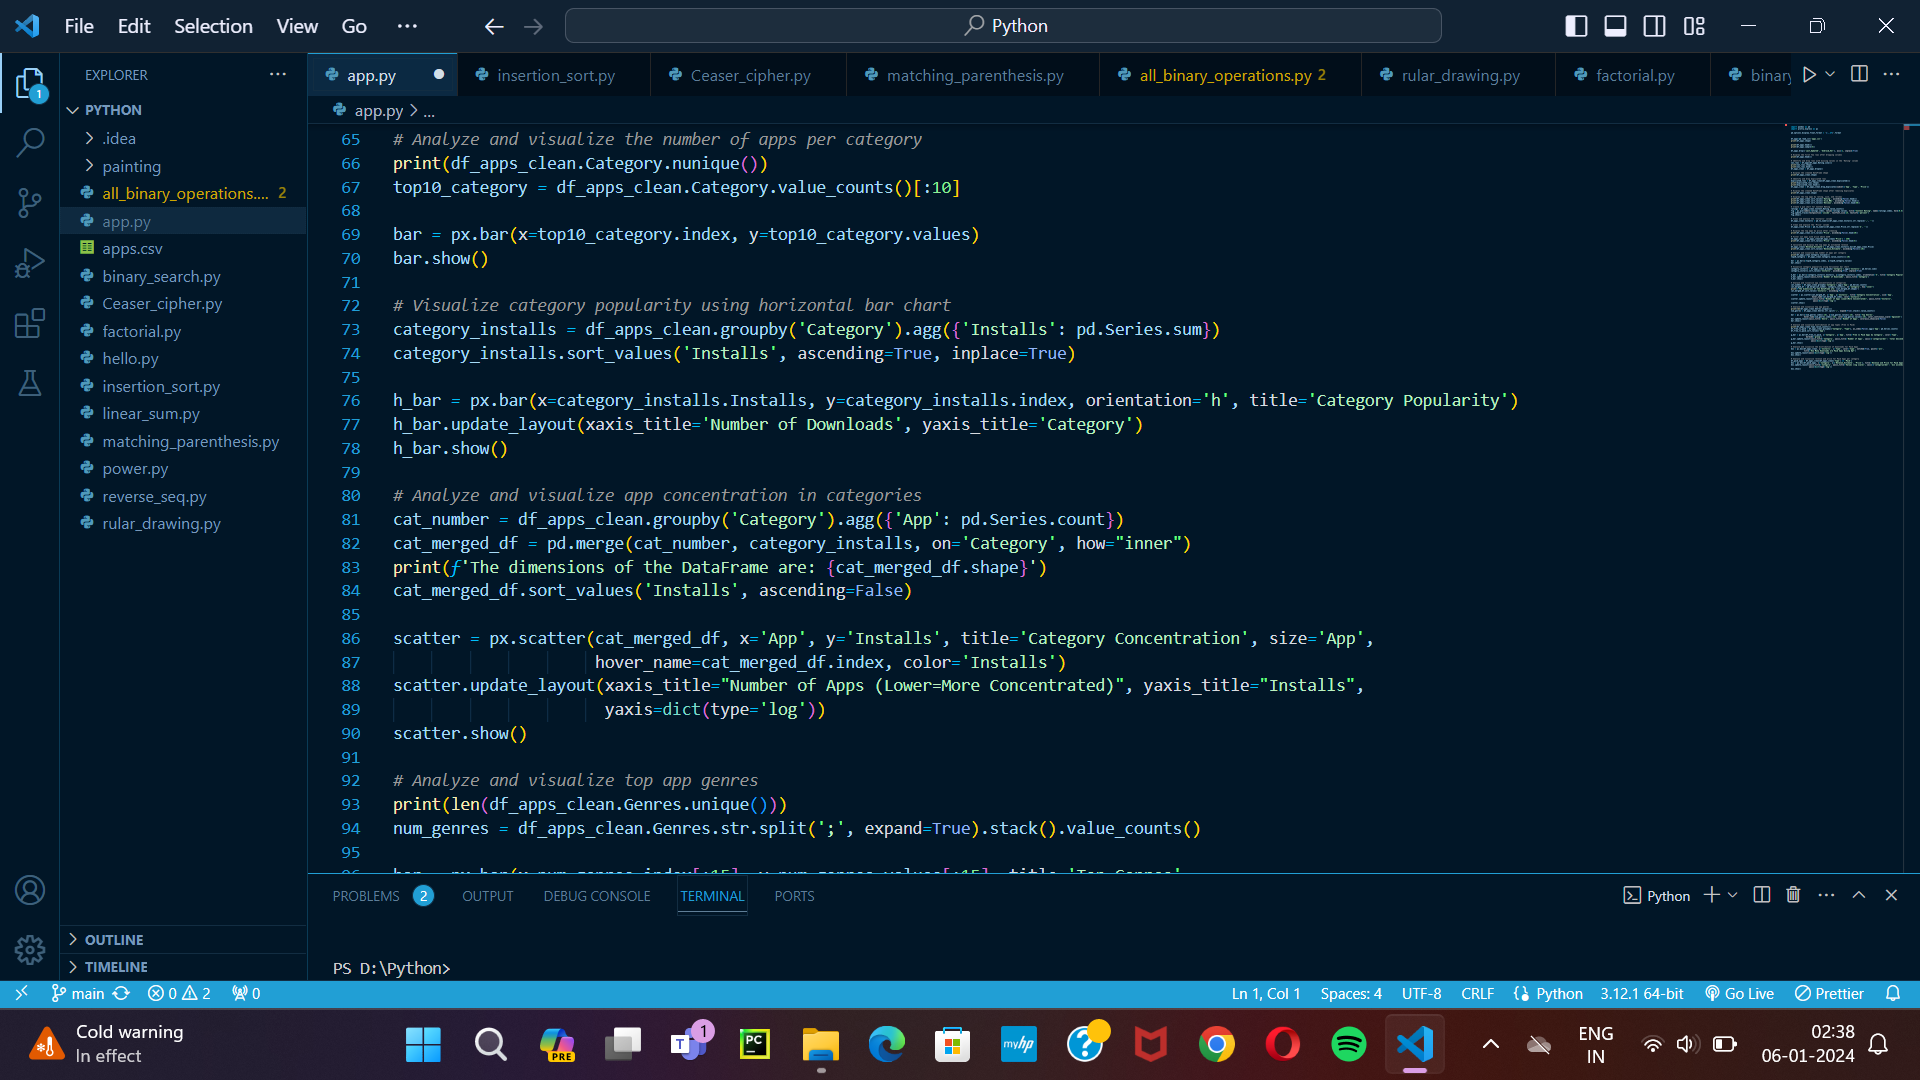 File Edit Selection View Go ··· Python
EXPLORER ···
PYTHON
.idea
painting
all_binary_operations.... 2
app.py
apps.csv
binary_search.py
Ceaser_cipher.py
factorial.py
hello.py
insertion_sort.py
linear_sum.py
matching_parenthesis.py
power.py
reverse_seq.py
rular_drawing.py
OUTLINE
TIMELINE
1
app.py insertion_sort.py Ceaser_cipher.py matching_parenthesis.py all_binary_operations.py 2 rular_drawing.py factorial.py binary
app.py > ...
65 # Analyze and visualize the number of apps per category
66 print(df_apps_clean.Category.nunique())
67 top10_category = df_apps_clean.Category.value_counts()[:10]
68
69 bar = px.bar(x=top10_category.index, y=top10_category.values)
70 bar.show()
71
72 # Visualize category popularity using horizontal bar chart
73 category_installs = df_apps_clean.groupby('Category').agg({'Installs': pd.Series.sum})
74 category_installs.sort_values('Installs', ascending=True, inplace=True)
75
76 h_bar = px.bar(x=category_installs.Installs, y=category_installs.index, orientation='h', title='Category Popularity')
77 h_bar.update_layout(xaxis_title='Number of Downloads', yaxis_title='Category')
78 h_bar.show()
79
80 # Analyze and visualize app concentration in categories
81 cat_number = df_apps_clean.groupby('Category').agg({'App': pd.Series.count})
82 cat_merged_df = pd.merge(cat_number, category_installs, on='Category', how="inner")
83 print(f'The dimensions of the DataFrame are: {cat_merged_df.shape}')
84 cat_merged_df.sort_values('Installs', ascending=False)
85
86 scatter = px.scatter(cat_merged_df, x='App', y='Installs', title='Category Concentration', size='App',
87 hover_name=cat_merged_df.index, color='Installs')
88 scatter.update_layout(xaxis_title="Number of Apps (Lower=More Concentrated)", yaxis_title="Installs",
89 yaxis=dict(type='log'))
90 scatter.show()
91
92 # Analyze and visualize top app genres
93 print(len(df_apps_clean.Genres.unique()))
94 num_genres = df_apps_clean.Genres.str.split(';', expand=True).stack().value_counts()
95
PROBLEMS 2 OUTPUT DEBUG CONSOLE TERMINAL PORTS Python
PS D:\Python>
main 0 2 0 Ln 1, Col 1 Spaces: 4 UTF-8 CRLF Python 3.12.1 64-bit Go Live Prettier
Cold warning
In effect
PRE
1
T
PC
myhp
ENG
IN
02:38
06-01-2024